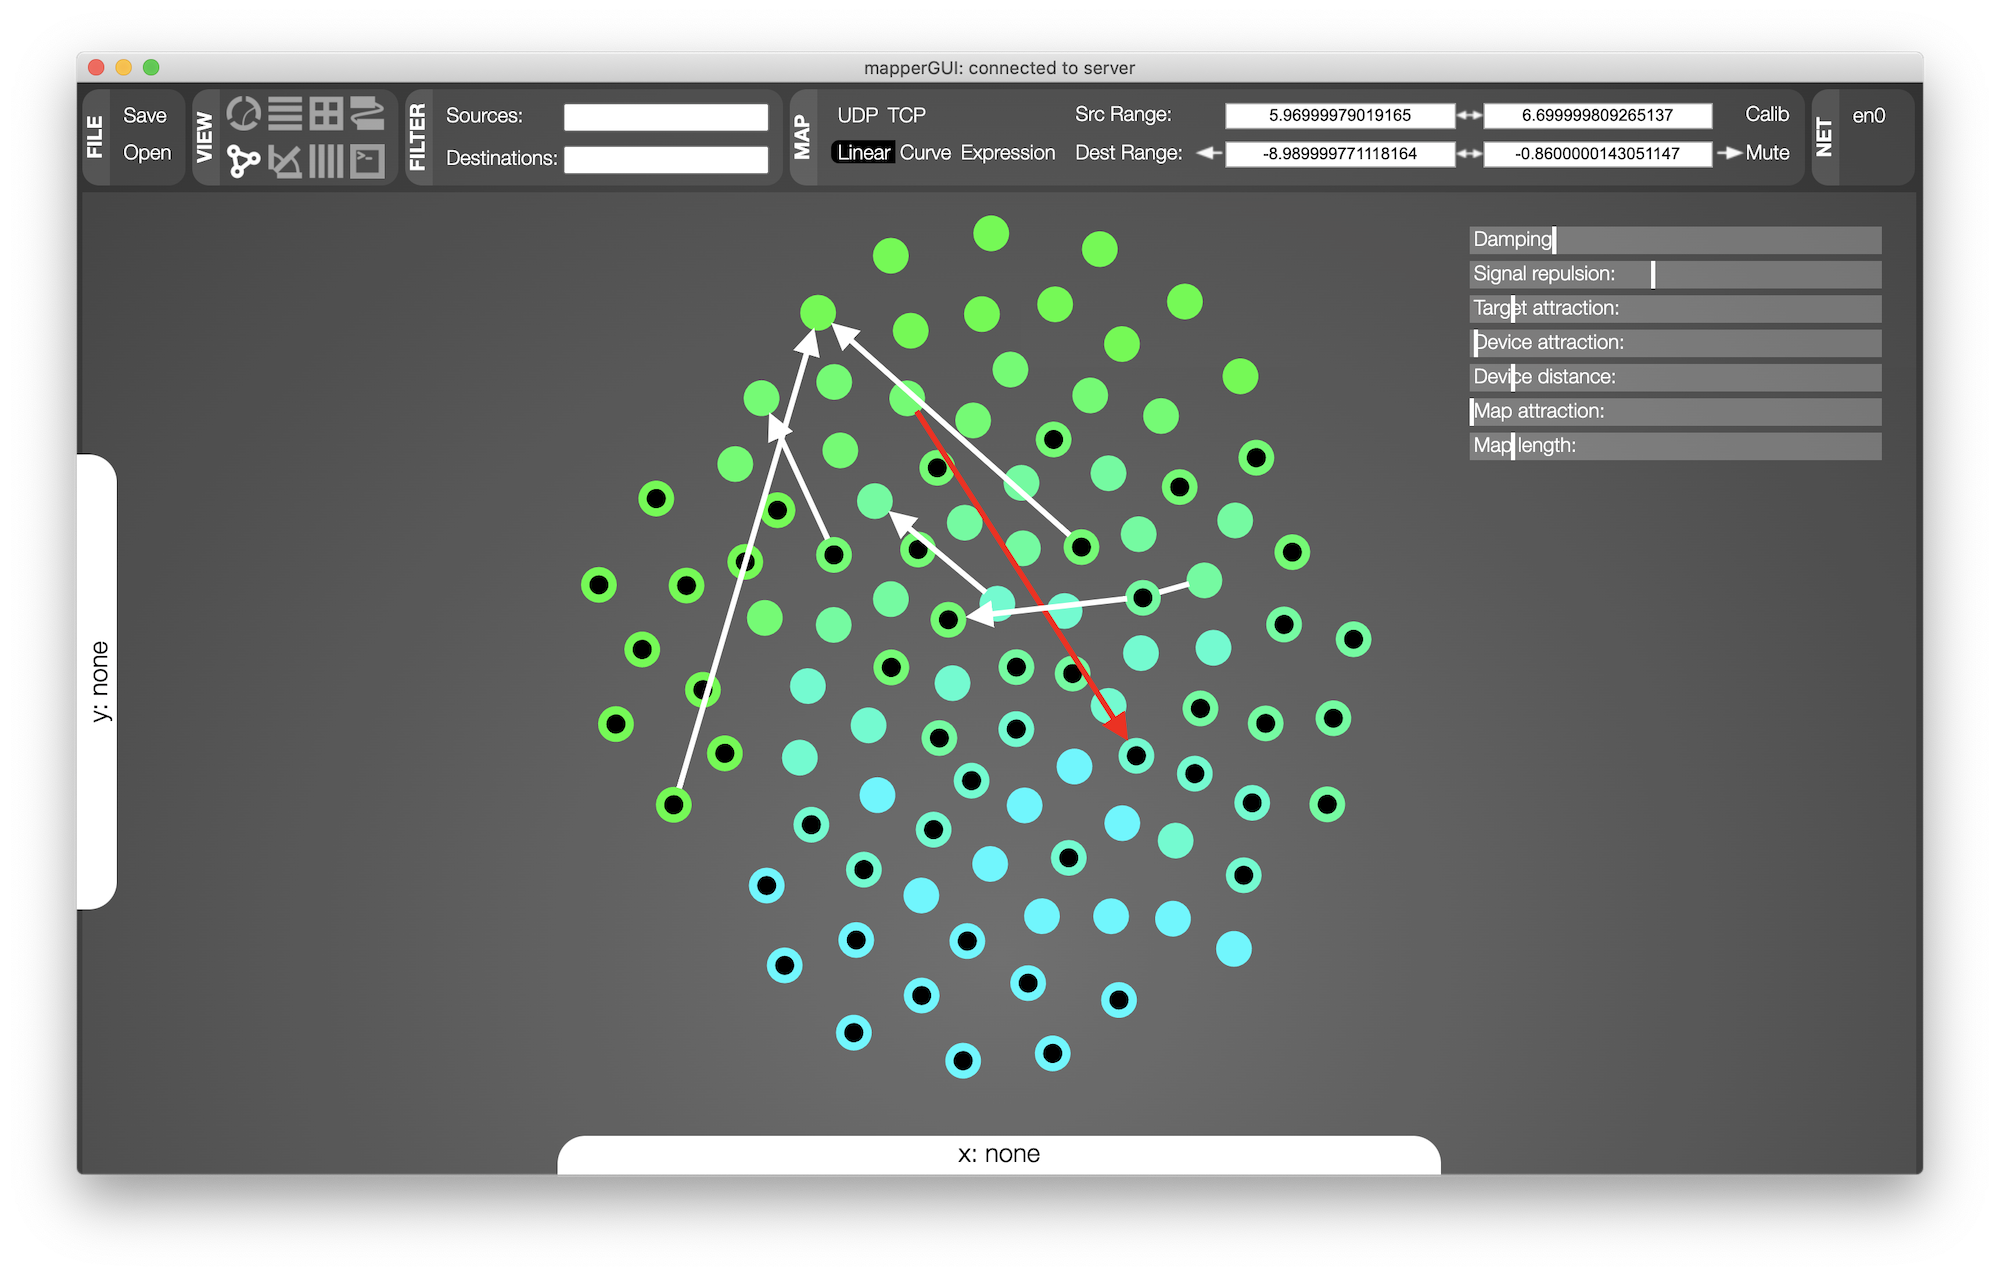 mapperGUI: connected to server
FILE
Save
Open
VIEW
FILTER
Sources:
Destinations:
MAP
UDP TCP
Linear Curve Expression
Src Range: 5.96999979019165 6.699999809265137 Calib
Dest Range: -8.989999771118164 -0.8600000143051147 Mute
NET
en0
Damping
Signal repulsion:
Target attraction:
Device attraction:
Device distance:
Map attraction:
Map length:
y: none
x: none